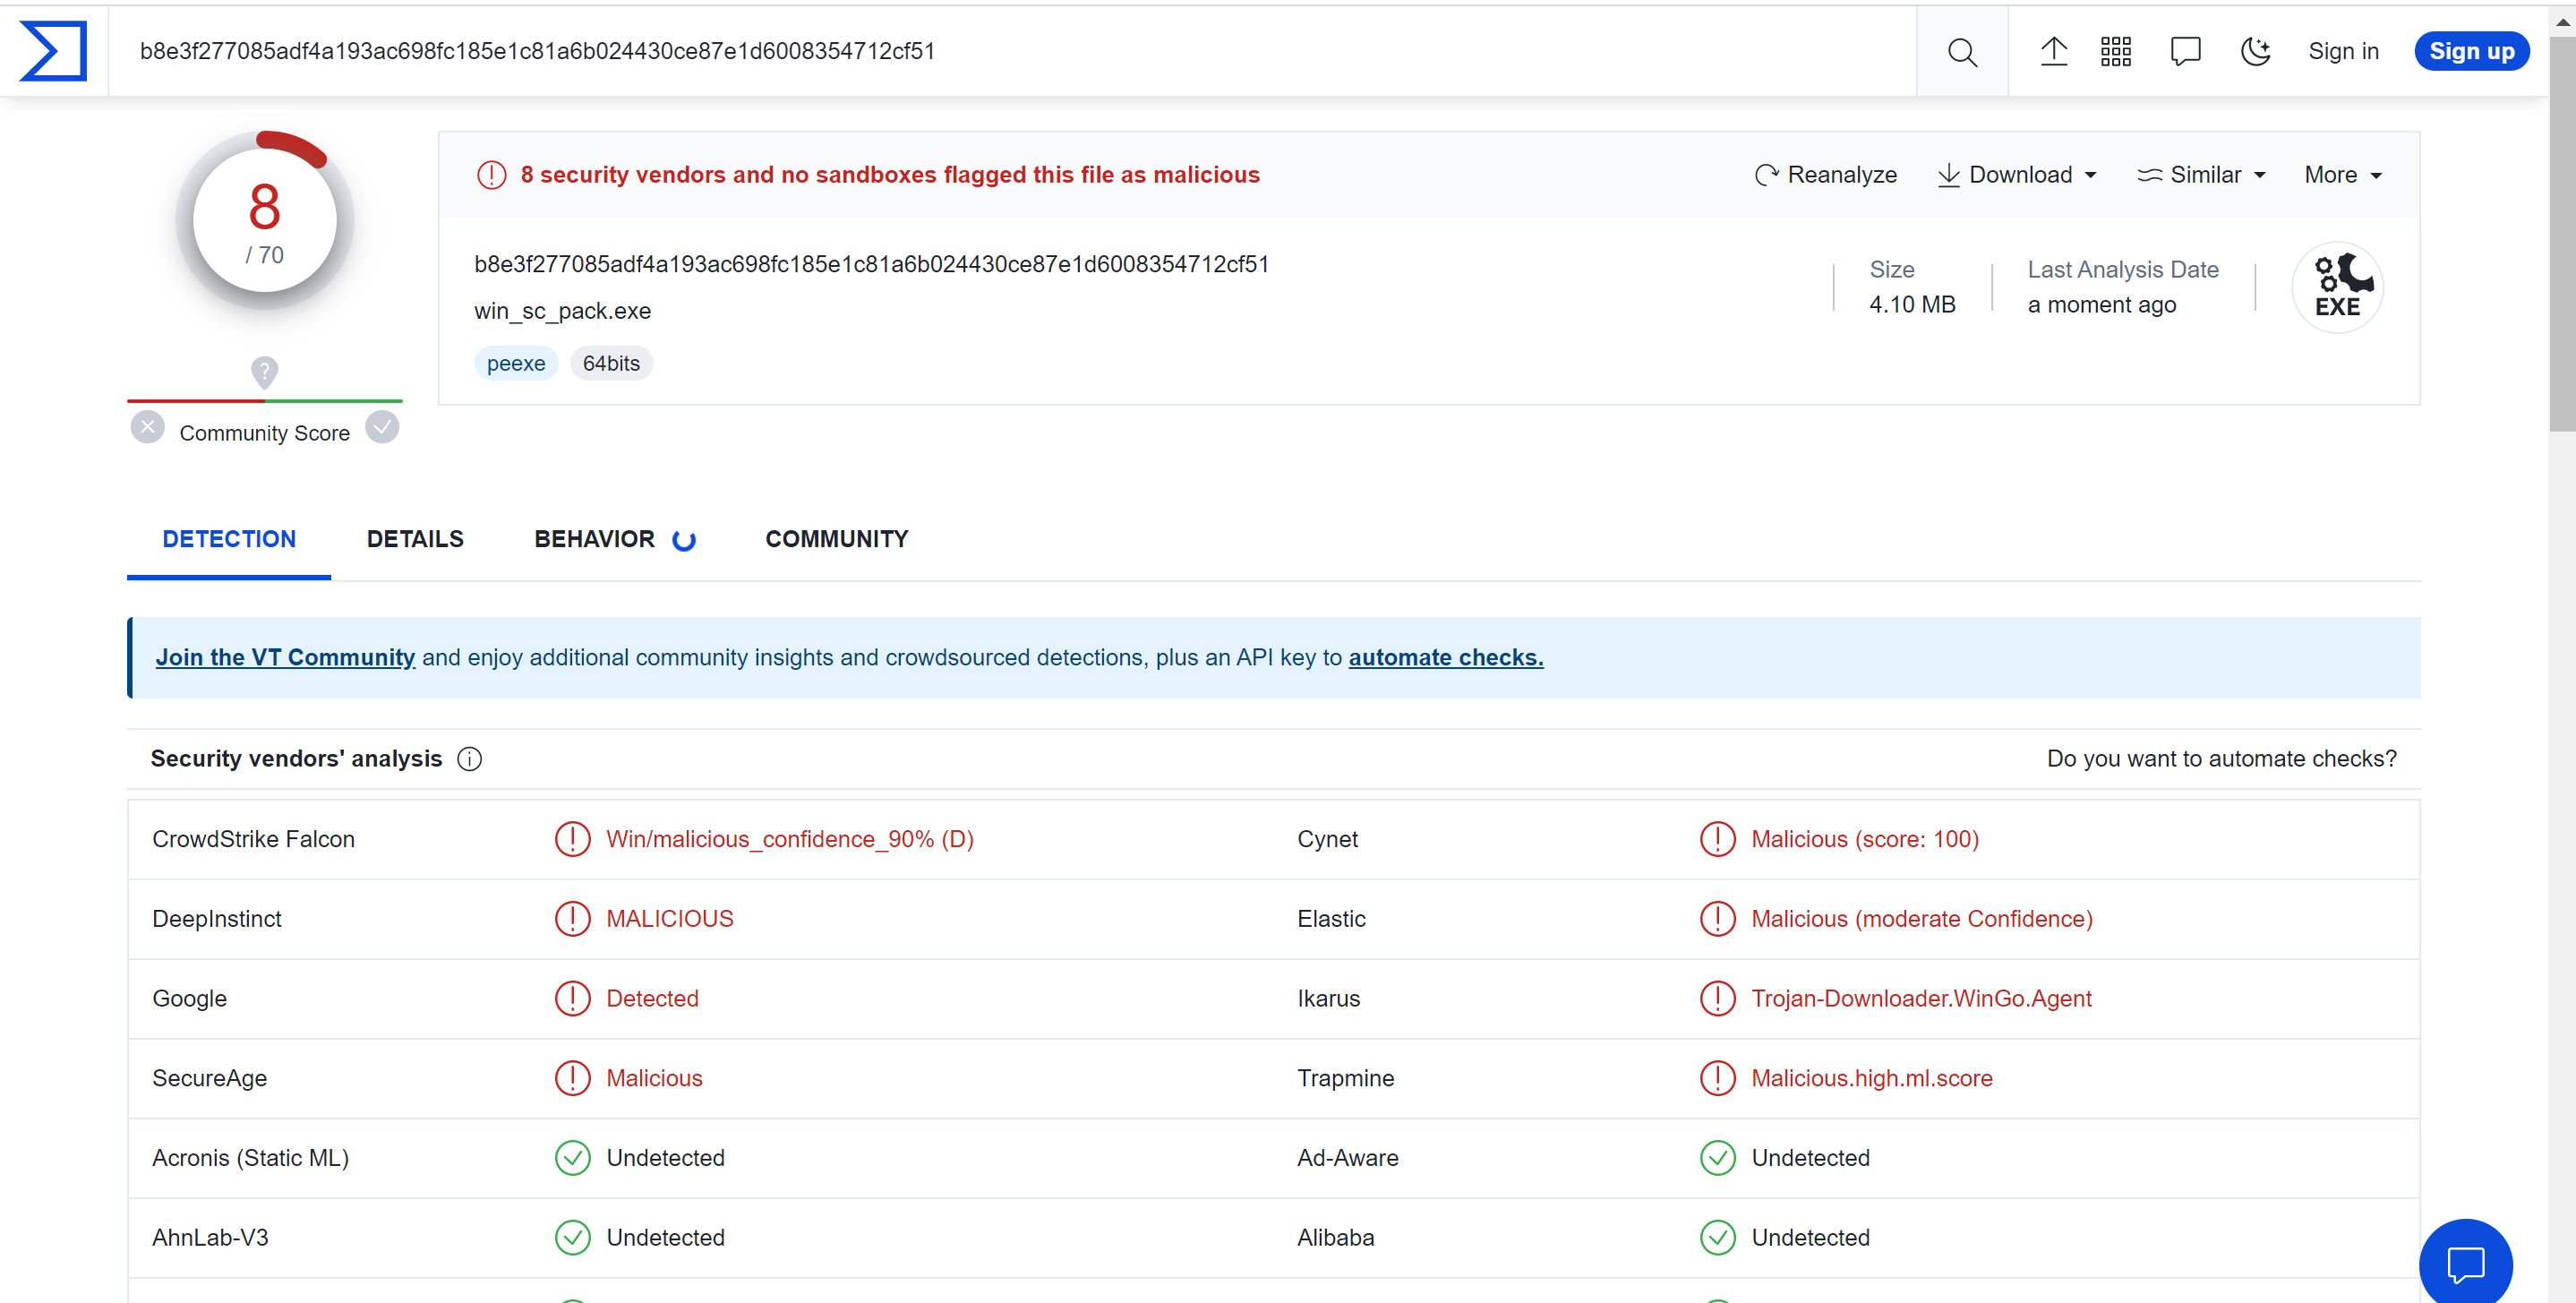 b8e3f277085adf4a193ac698fc185e1c81a6b024430ce87e1d6008354712cf51
Sign in
Sign up
8
/ 70
Community Score
8 security vendors and no sandboxes flagged this file as malicious
Reanalyze
Download
Similar
More
b8e3f277085adf4a193ac698fc185e1c81a6b024430ce87e1d6008354712cf51
win_sc_pack.exe
peexe
64bits
Size
4.10 MB
Last Analysis Date
a moment ago
EXE
DETECTION
DETAILS
BEHAVIOR
COMMUNITY
Join the VT Community and enjoy additional community insights and crowdsourced detections, plus an API key to automate checks.
Security vendors' analysis
Do you want to automate checks?
CrowdStrike Falcon
Win/malicious_confidence_90% (D)
Cynet
Malicious (score: 100)
DeepInstinct
MALICIOUS
Elastic
Malicious (moderate Confidence)
Google
Detected
Ikarus
Trojan-Downloader.WinGo.Agent
SecureAge
Malicious
Trapmine
Malicious.high.ml.score
Acronis (Static ML)
Undetected
Ad-Aware
Undetected
AhnLab-V3
Undetected
Alibaba
Undetected